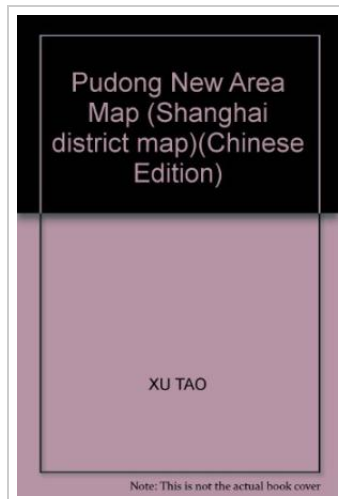 Pudong New Area
Map (Shanghai
district map)(Chinese
Edition)
XU TAO
Note: This is not the actual book cover